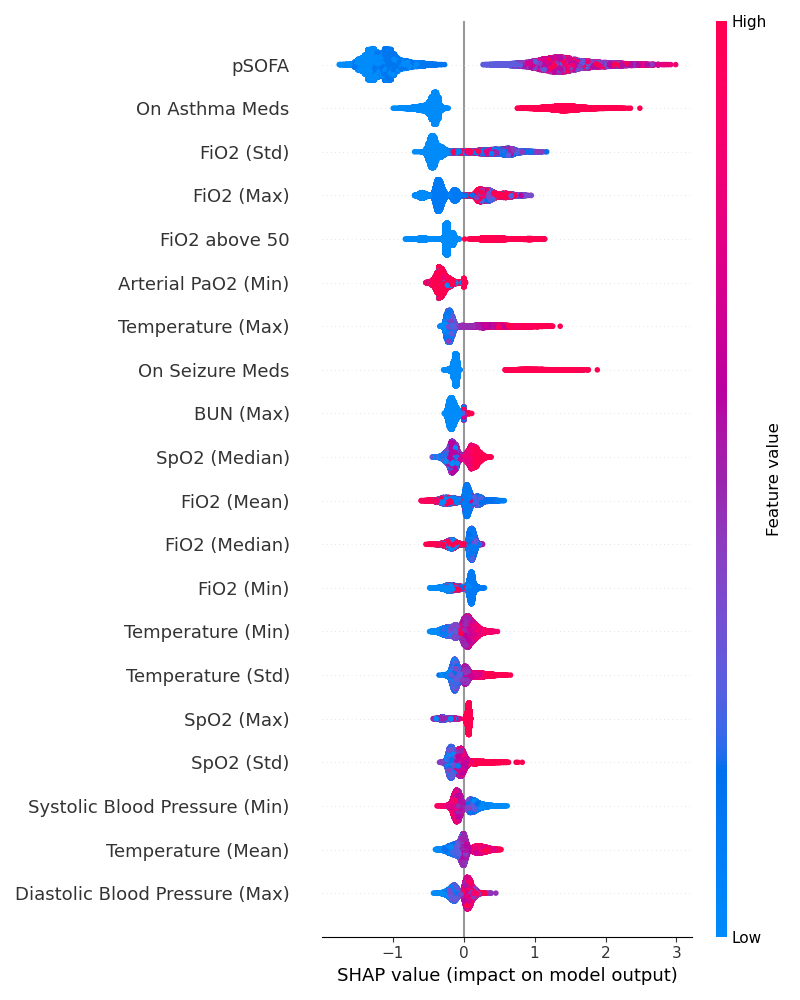 High
pSOFA
On Asthma Meds
FiO2 (Std)
FiO2 (Max)
FiO2 above 50
Arterial PaO2 (Min)
Temperature (Max)
On Seizure Meds
BUN (Max)
SpO2 (Median)
FiO2 (Mean)
FiO2 (Median)
FiO2 (Min)
Temperature (Min)
Temperature (Std)
SpO2 (Max)
SpO2 (Std)
Systolic Blood Pressure (Min)
Temperature (Mean)
Diastolic Blood Pressure (Max)
Feature value
Low
−1 0 1 2 3
SHAP value (impact on model output)